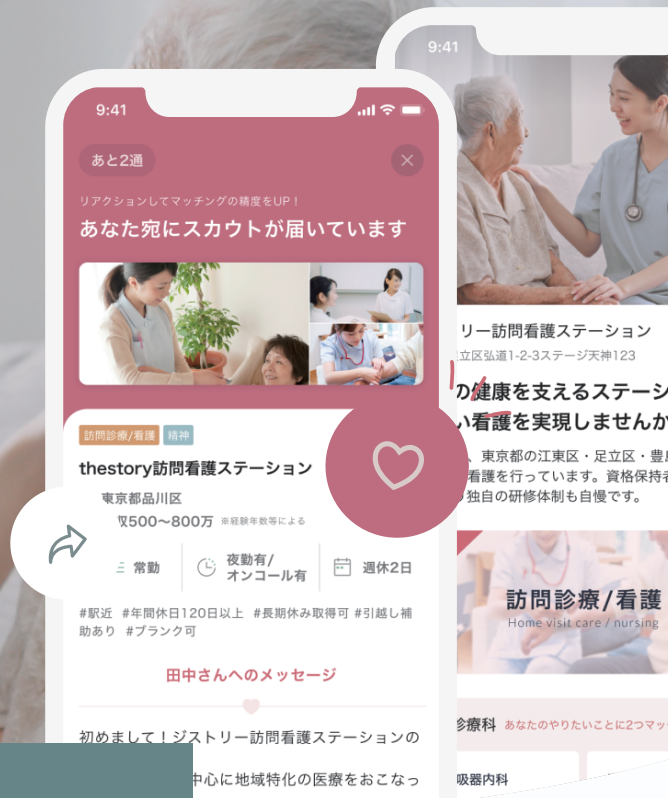 9:41
あと2通
リアクションしてマッチングの精度をUP！
あなた宛にスカウトが届いています
訪問診療/看護 精神
thestory訪問看護ステーション
東京都品川区
500〜800万 ※経験年数等による
常勤
夜勤有/
オンコール有
週休2日
#駅近 #年間休日120日以上 #長期休み取得可 #引越し補
助あり #ブランク可
田中さんへのメッセージ
初めまして！ジストリー訪問看護ステーションの
中心に地域特化の医療をおこなっ
9:41
リー訪問看護ステーション
立区弘道1-2-3ステージ天神123
の健康を支えるステーシ
い看護を実現しませんか
、東京都の江東区・足立区・豊
看護を行っています。資格保持
独自の研修体制も自慢です。
訪問診療/看護
Home visit care / nursing
診療科 あなたのやりたいことに2つマッ
吸器内科